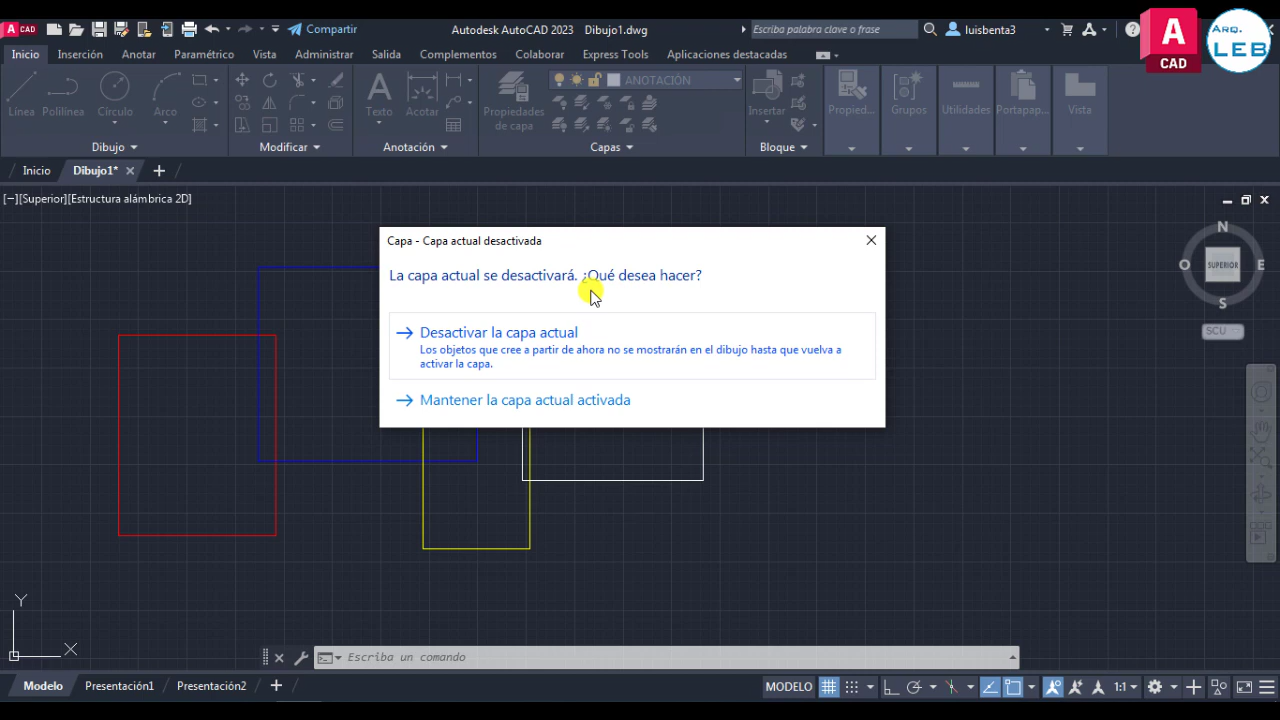 A CAD Compartir Autodesk AutoCAD 2023 Dibujo1.dwg Escriba palabra clave o frase luisbenta3
Inicio Inserción Anotar Paramétrico Vista Administrar Salida Complementos Colaborar Express Tools Aplicaciones destacadas
A CAD
ARQ. LEB
ANOTACIÓN
Línea Polilínea Círculo Arco Texto Acotar Propiedades de capa Insertar Propied... Grupos Utilidades Portapap... Vista
Dibujo Modificar Anotación Capas Bloque
Inicio Dibujo1*
[−][Superior][Estructura alámbrica 2D]
N
O SUPERIOR E
S
SCU
Capa - Capa actual desactivada
La capa actual se desactivará. ¿Qué desea hacer?
Desactivar la capa actual
Los objetos que cree a partir de ahora no se mostrarán en el dibujo hasta que vuelva a
activar la capa.
Mantener la capa actual activada
Y
X
Escriba un comando
Modelo Presentación1 Presentación2 + MODELO 1:1